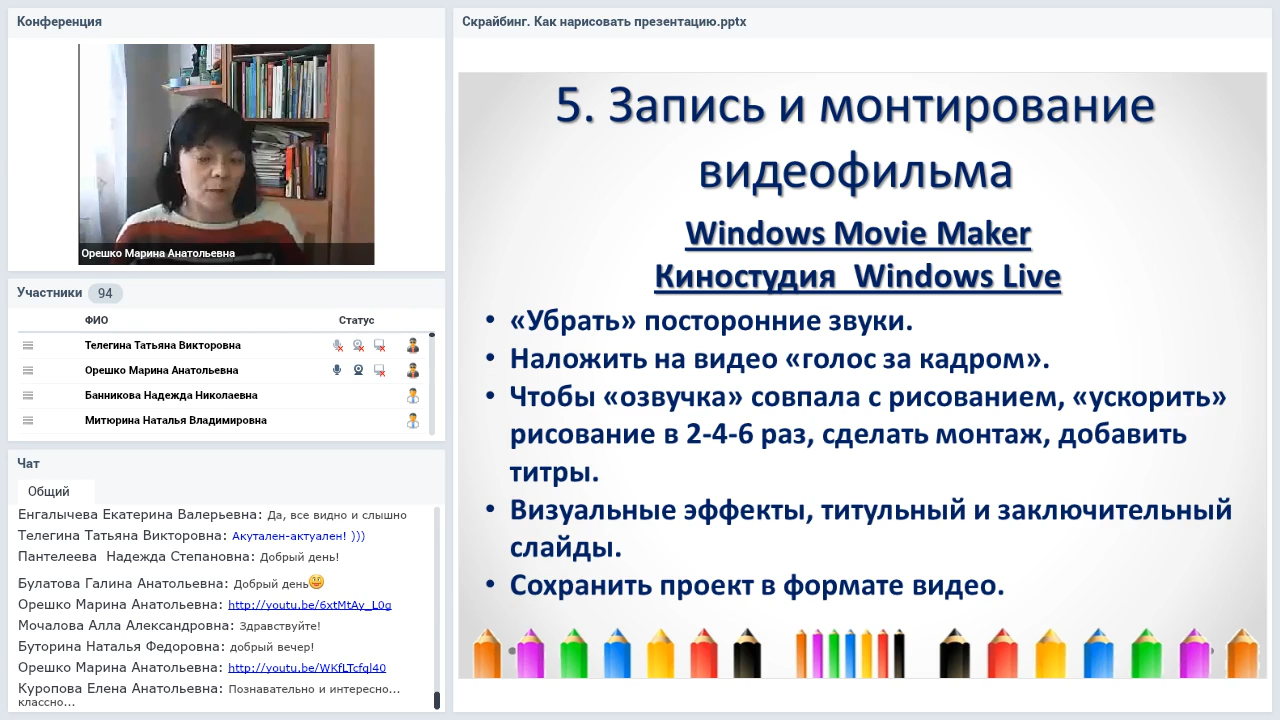 Конференция
Орешко Марина Анатольевна
Участники 94
ФИО Статус
Телегина Татьяна Викторовна
Орешко Марина Анатольевна
Банникова Надежда Николаевна
Митюрина Наталья Владимировна
Чат
Общий
Енгалычева Екатерина Валерьевна: Да, все видно и слышно
Телегина Татьяна Викторовна: Акутален-актуален! )))
Пантелеева Надежда Степановна: Добрый день!
Булатова Галина Анатольевна: Добрый день
Орешко Марина Анатольевна: http://youtu.be/6xtMtAy_L0g
Мочалова Алла Александровна: Здравствуйте!
Буторина Наталья Федоровна: добрый вечер!
Орешко Марина Анатольевна: http://youtu.be/WKfLTcfql40
Куропова Елена Анатольевна: Познавательно и интересно...
классно...
Скрайбинг. Как нарисовать презентацию.pptx
5. Запись и монтирование
видеофильма
Windows Movie Maker
Киностудия Windows Live
• «Убрать» посторонние звуки.
• Наложить на видео «голос за кадром».
• Чтобы «озвучка» совпала с рисованием, «ускорить»
рисование в 2-4-6 раз, сделать монтаж, добавить
титры.
• Визуальные эффекты, титульный и заключительный
слайды.
• Сохранить проект в формате видео.